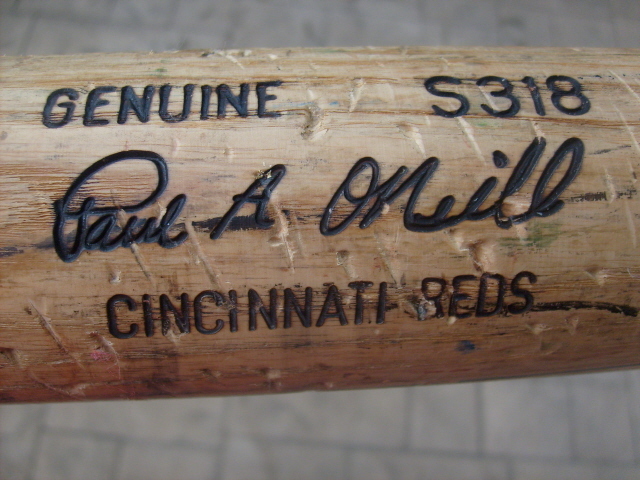 GENUINE S318
Paul A O'Neill
CINCINNATI REDS